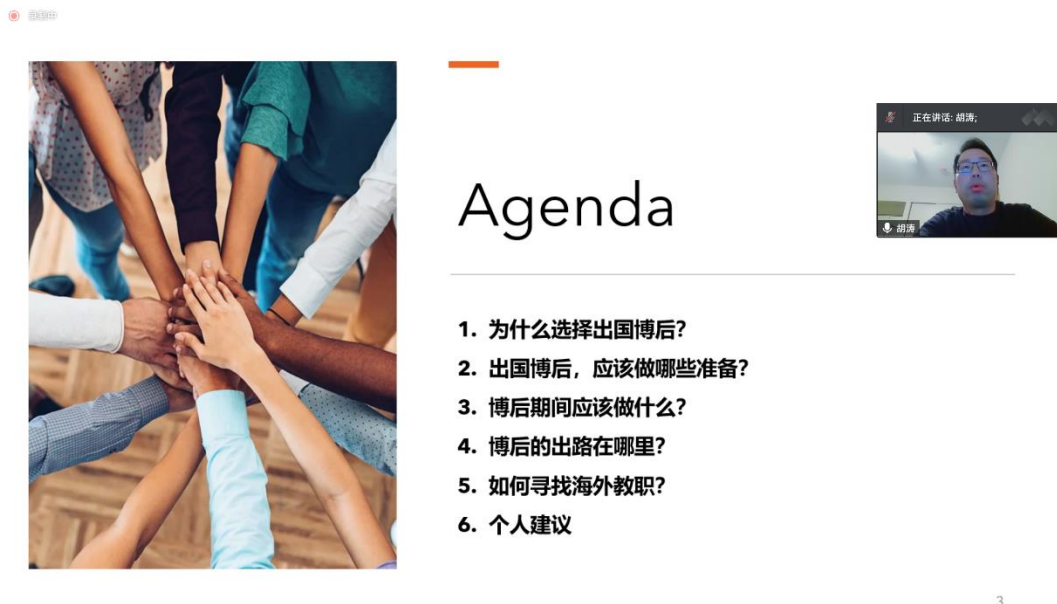 录制中
正在讲话: 胡涛;
胡涛
Agenda
1. 为什么选择出国博后?
2. 出国博后，应该做哪些准备?
3. 博后期间应该做什么?
4. 博后的出路在哪里?
5. 如何寻找海外教职?
6. 个人建议
3